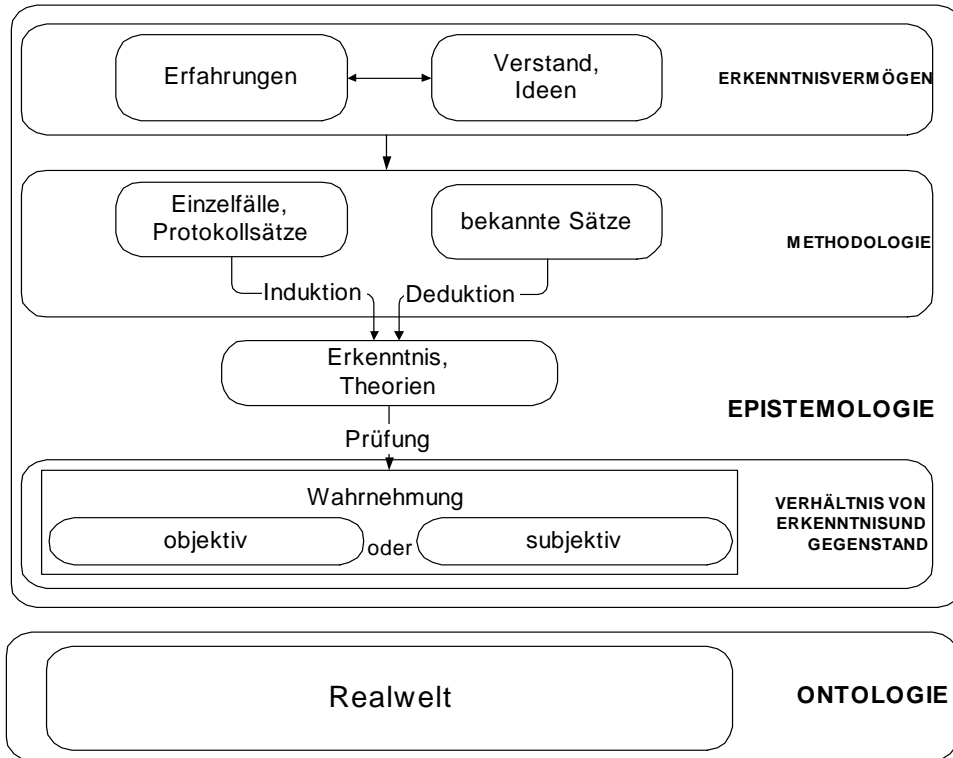 Erfahrungen
Verstand,
Ideen
ERKENNTNISVERMÖGEN
Einzelfälle,
Protokollsätze
bekannte Sätze
METHODOLOGIE
Induktion
Deduktion
Erkenntnis,
Theorien
EPISTEMOLOGIE
Prüfung
Wahrnehmung
objektiv
oder
subjektiv
VERHÄLTNIS VON
ERKENNTNISUND
GEGENSTAND
Realwelt
ONTOLOGIE